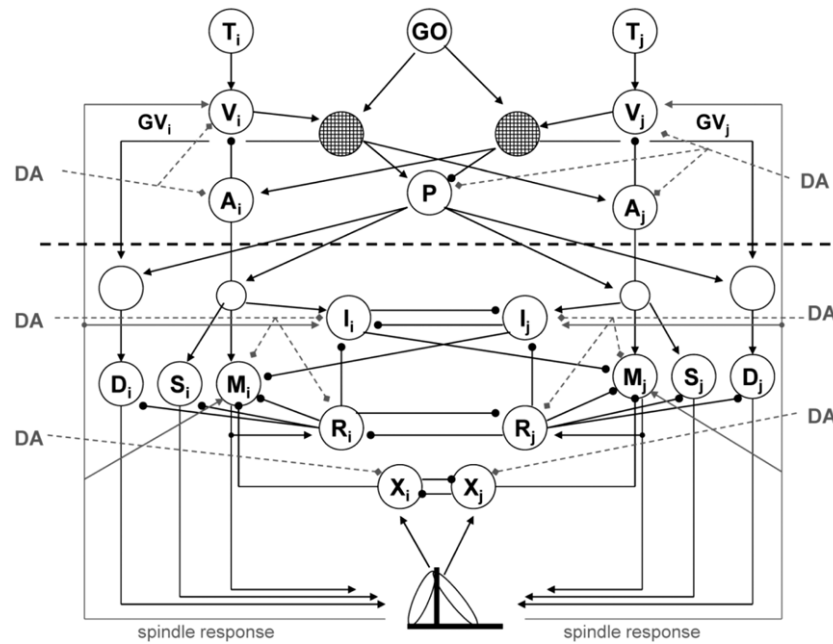 T_i GO T_j
V_i V_j
GV_i GV_j
DA DA
A_i P A_j
DA I_i I_j DA
D_i S_i M_i M_j S_j D_j
DA R_i R_j DA
X_i X_j
spindle response spindle response